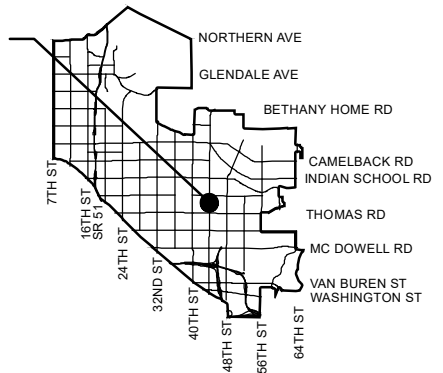 NORTHERN AVE
GLENDALE AVE
BETHANY HOME RD
CAMELBACK RD
INDIAN SCHOOL RD
THOMAS RD
MC DOWELL RD
VAN BUREN ST
WASHINGTON ST
7TH ST
16TH ST
SR 51
24TH ST
32ND ST
40TH ST
48TH ST
56TH ST
64TH ST